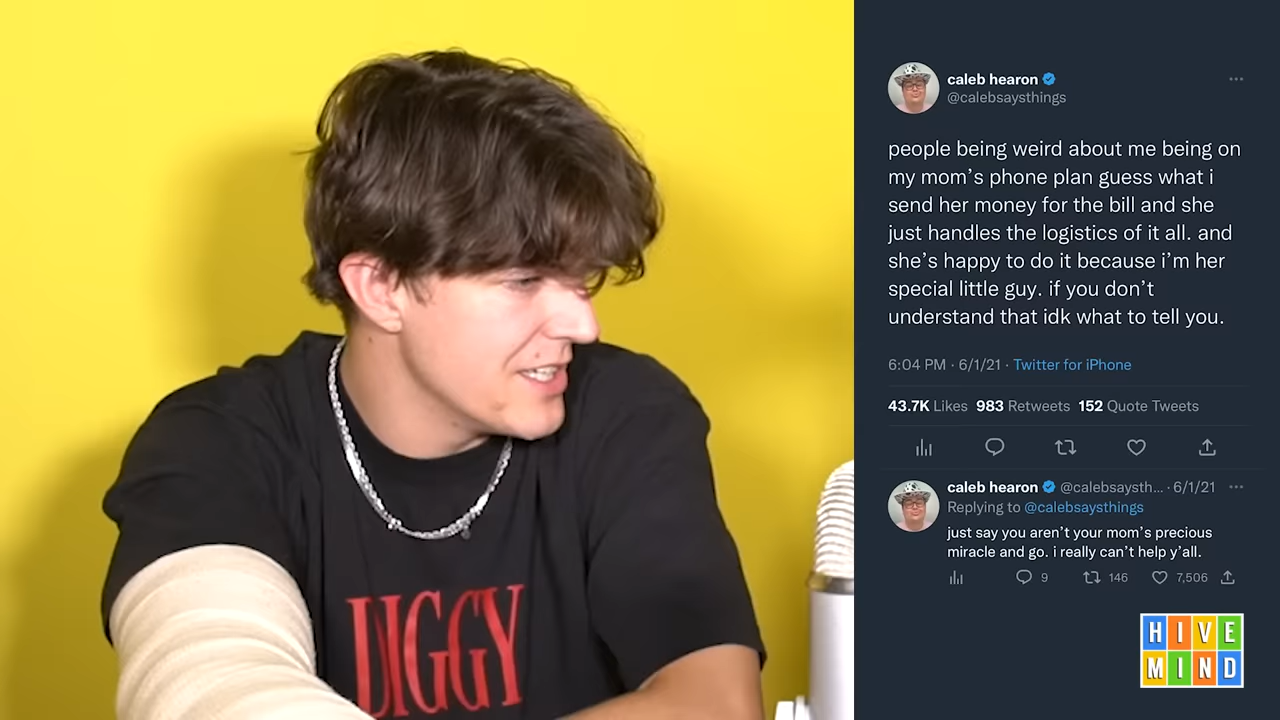 DIGGY
caleb hearon
@calebsaysthings
people being weird about me being on
my mom’s phone plan guess what i
send her money for the bill and she
just handles the logistics of it all. and
she’s happy to do it because i’m her
special little guy. if you don’t
understand that idk what to tell you.
6:04 PM · 6/1/21 · Twitter for iPhone
43.7K Likes 983 Retweets 152 Quote Tweets
caleb hearon @calebsaysth... · 6/1/21
Replying to @calebsaysthings
just say you aren’t your mom’s precious
miracle and go. i really can’t help y’all.
9 146 7,506
HIVE
MIND